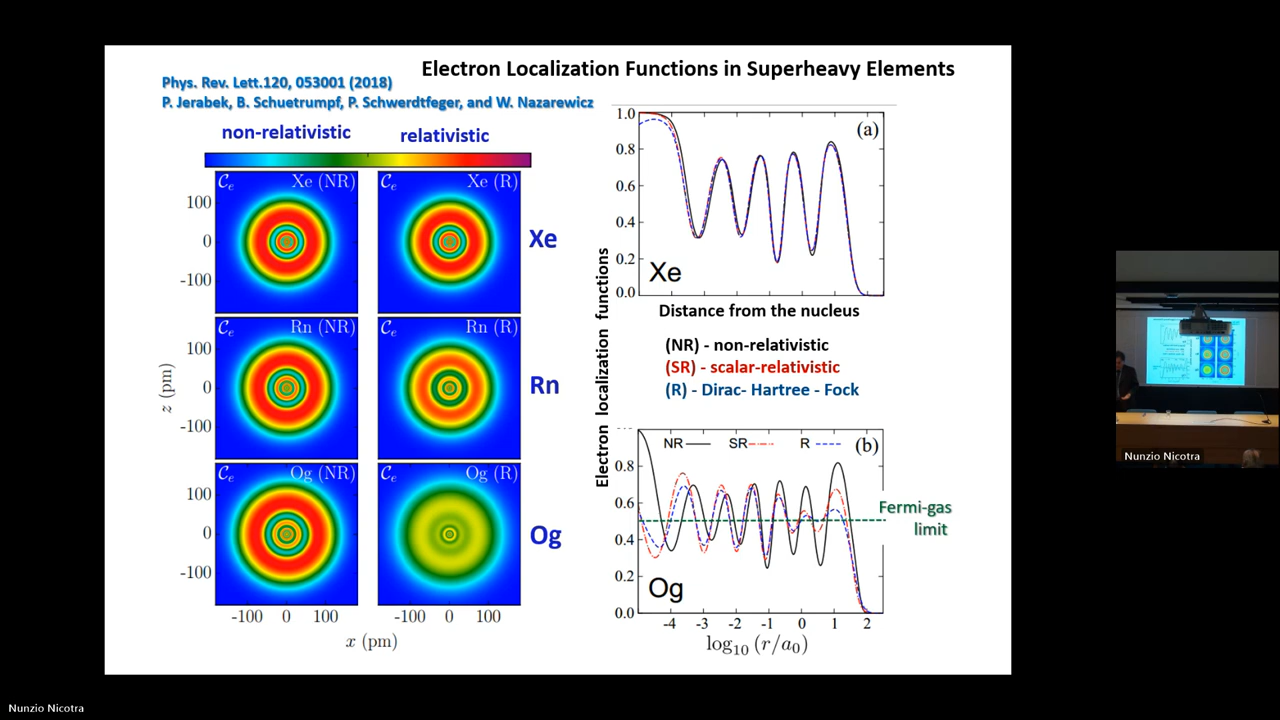 Electron Localization Functions in Superheavy Elements
Phys. Rev. Lett.120, 053001 (2018)
P. Jerabek, B. Schuetrumpf, P. Schwerdtfeger, and W. Nazarewicz
non-relativistic
relativistic
𝒞e Xe (NR)
𝒞e Xe (R)
Xe
𝒞e Rn (NR)
𝒞e Rn (R)
Rn
𝒞e Og (NR)
𝒞e Og (R)
Og
100
0
-100
100
0
-100
100
0
-100
z (pm)
-100 0 100
-100 0 100
x (pm)
Electron localization functions
1.0
0.8
0.6
0.4
0.2
0.0
(a)
Xe
Distance from the nucleus
(NR) - non-relativistic
(SR) - scalar-relativistic
(R) - Dirac- Hartree - Fock
NR
SR
R
(b)
0.8
0.6
0.4
0.2
0.0
Og
Fermi-gas
limit
-4 -3 -2 -1 0 1 2
log10 (r/a0)
Nunzio Nicotra
Nunzio Nicotra